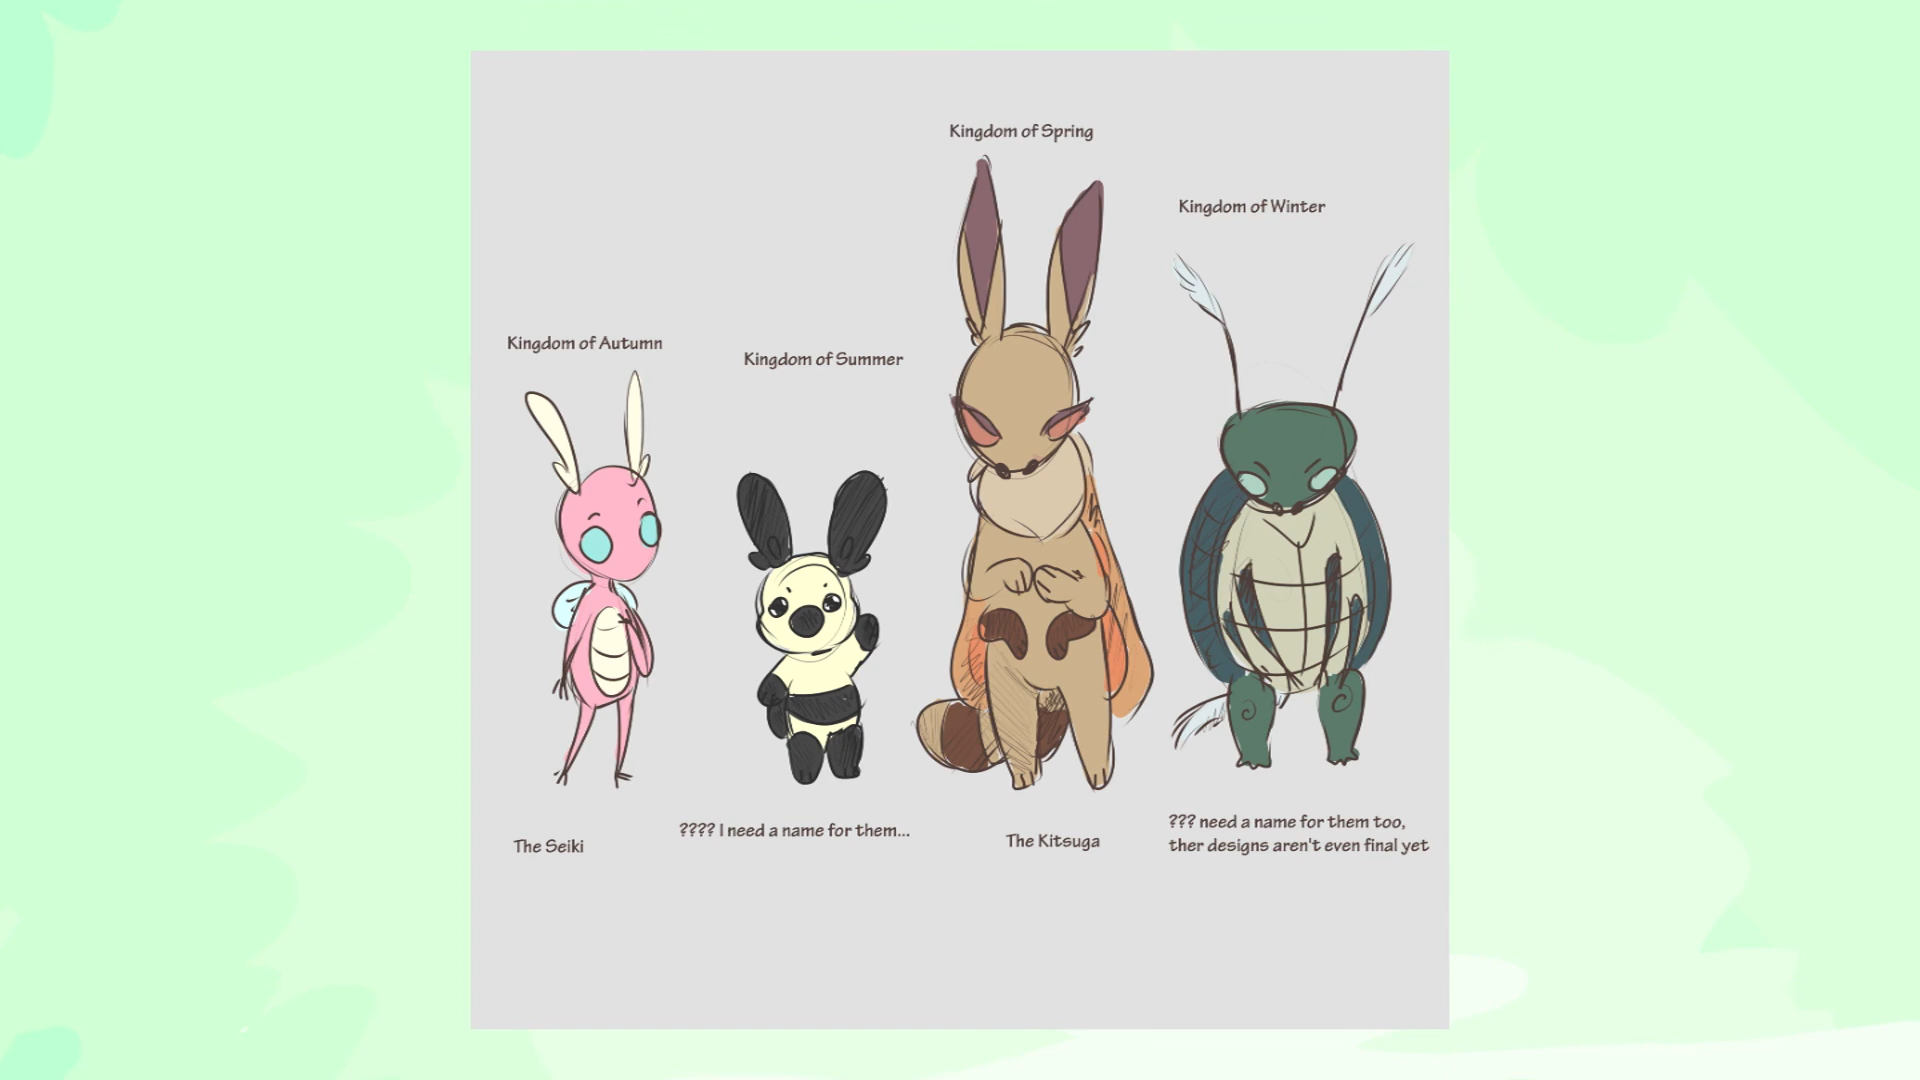 Kingdom of Spring
Kingdom of Winter
Kingdom of Autumn
Kingdom of Summer
The Seiki
???? I need a name for them...
The Kitsuga
??? need a name for them too,
ther designs aren't even final yet